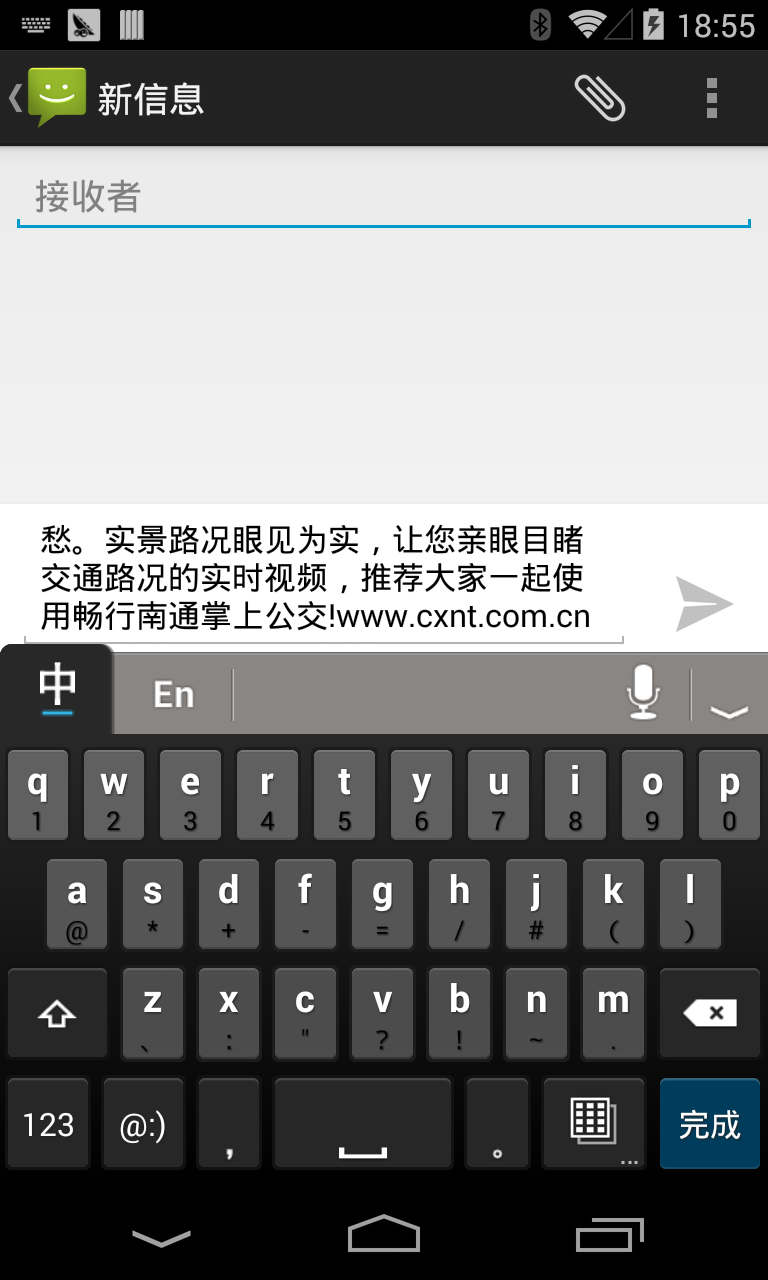 18:55
新信息
接收者
愁。实景路况眼见为实，让您亲眼目睹
交通路况的实时视频，推荐大家一起使
用畅行南通掌上公交!www.cxnt.com.cn
中 En
q w e r t y u i o p
1 2 3 4 5 6 7 8 9 0
a s d f g h j k l
@ * + - = / # ( )
z x c v b n m
、 : " ? ! ~ .
123 @:) , 。 ... 完成